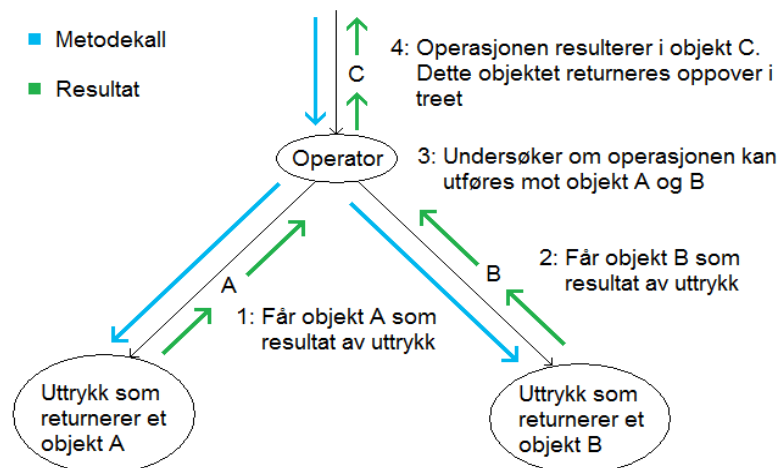 Metodekall
Resultat
C
4: Operasjonen resulterer i objekt C.
Dette objektet returneres oppover i
treet
Operator
3: Undersøker om operasjonen kan
utføres mot objekt A og B
A
B
2: Får objekt B som
resultat av uttrykk
1: Får objekt A som
resultat av uttrykk
Uttrykk som
returnerer et
objekt A
Uttrykk som
returnerer et
objekt B